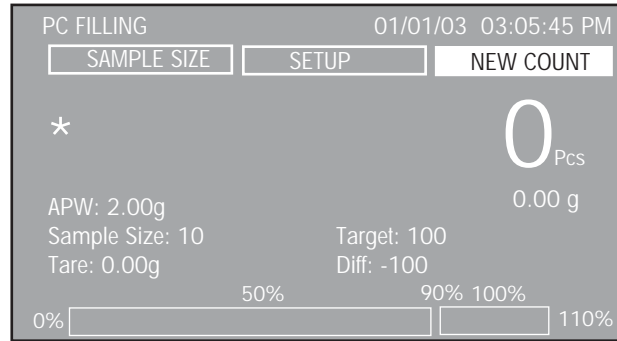 PC FILLING 01/01/03 03:05:45 PM
SAMPLE SIZE SETUP NEW COUNT
* 0 Pcs
0.00 g
APW: 2.00g
Sample Size: 10 Target: 100
Tare: 0.00g Diff: -100
50% 90% 100%
0% 110%